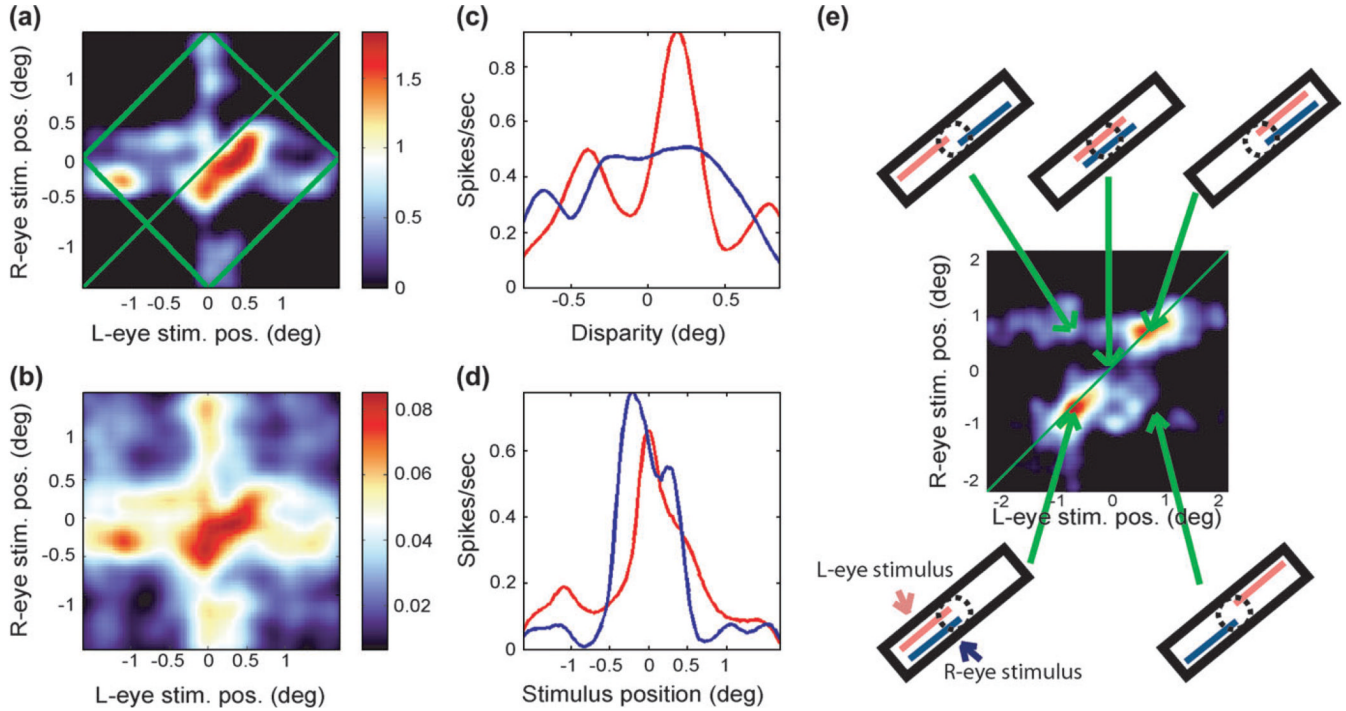 (a)
R-eye stim. pos. (deg)
1
0.5
0
-0.5
-1
-1 -0.5 0 0.5 1
L-eye stim. pos. (deg)
1.5
1
0.5
0
(b)
R-eye stim. pos. (deg)
1
0.5
0
-0.5
-1
-1 -0.5 0 0.5 1
L-eye stim. pos. (deg)
0.08
0.06
0.04
0.02
(c)
Spikes/sec
0.8
0.6
0.4
0.2
0
-0.5 0 0.5
Disparity (deg)
(d)
Spikes/sec
0.6
0.4
0.2
0
-1 -0.5 0 0.5 1
Stimulus position (deg)
(e)
R-eye stim. pos. (deg)
2
1
0
-1
-2
-2 -1 0 1 2
L-eye stim. pos. (deg)
L-eye stimulus
R-eye stimulus